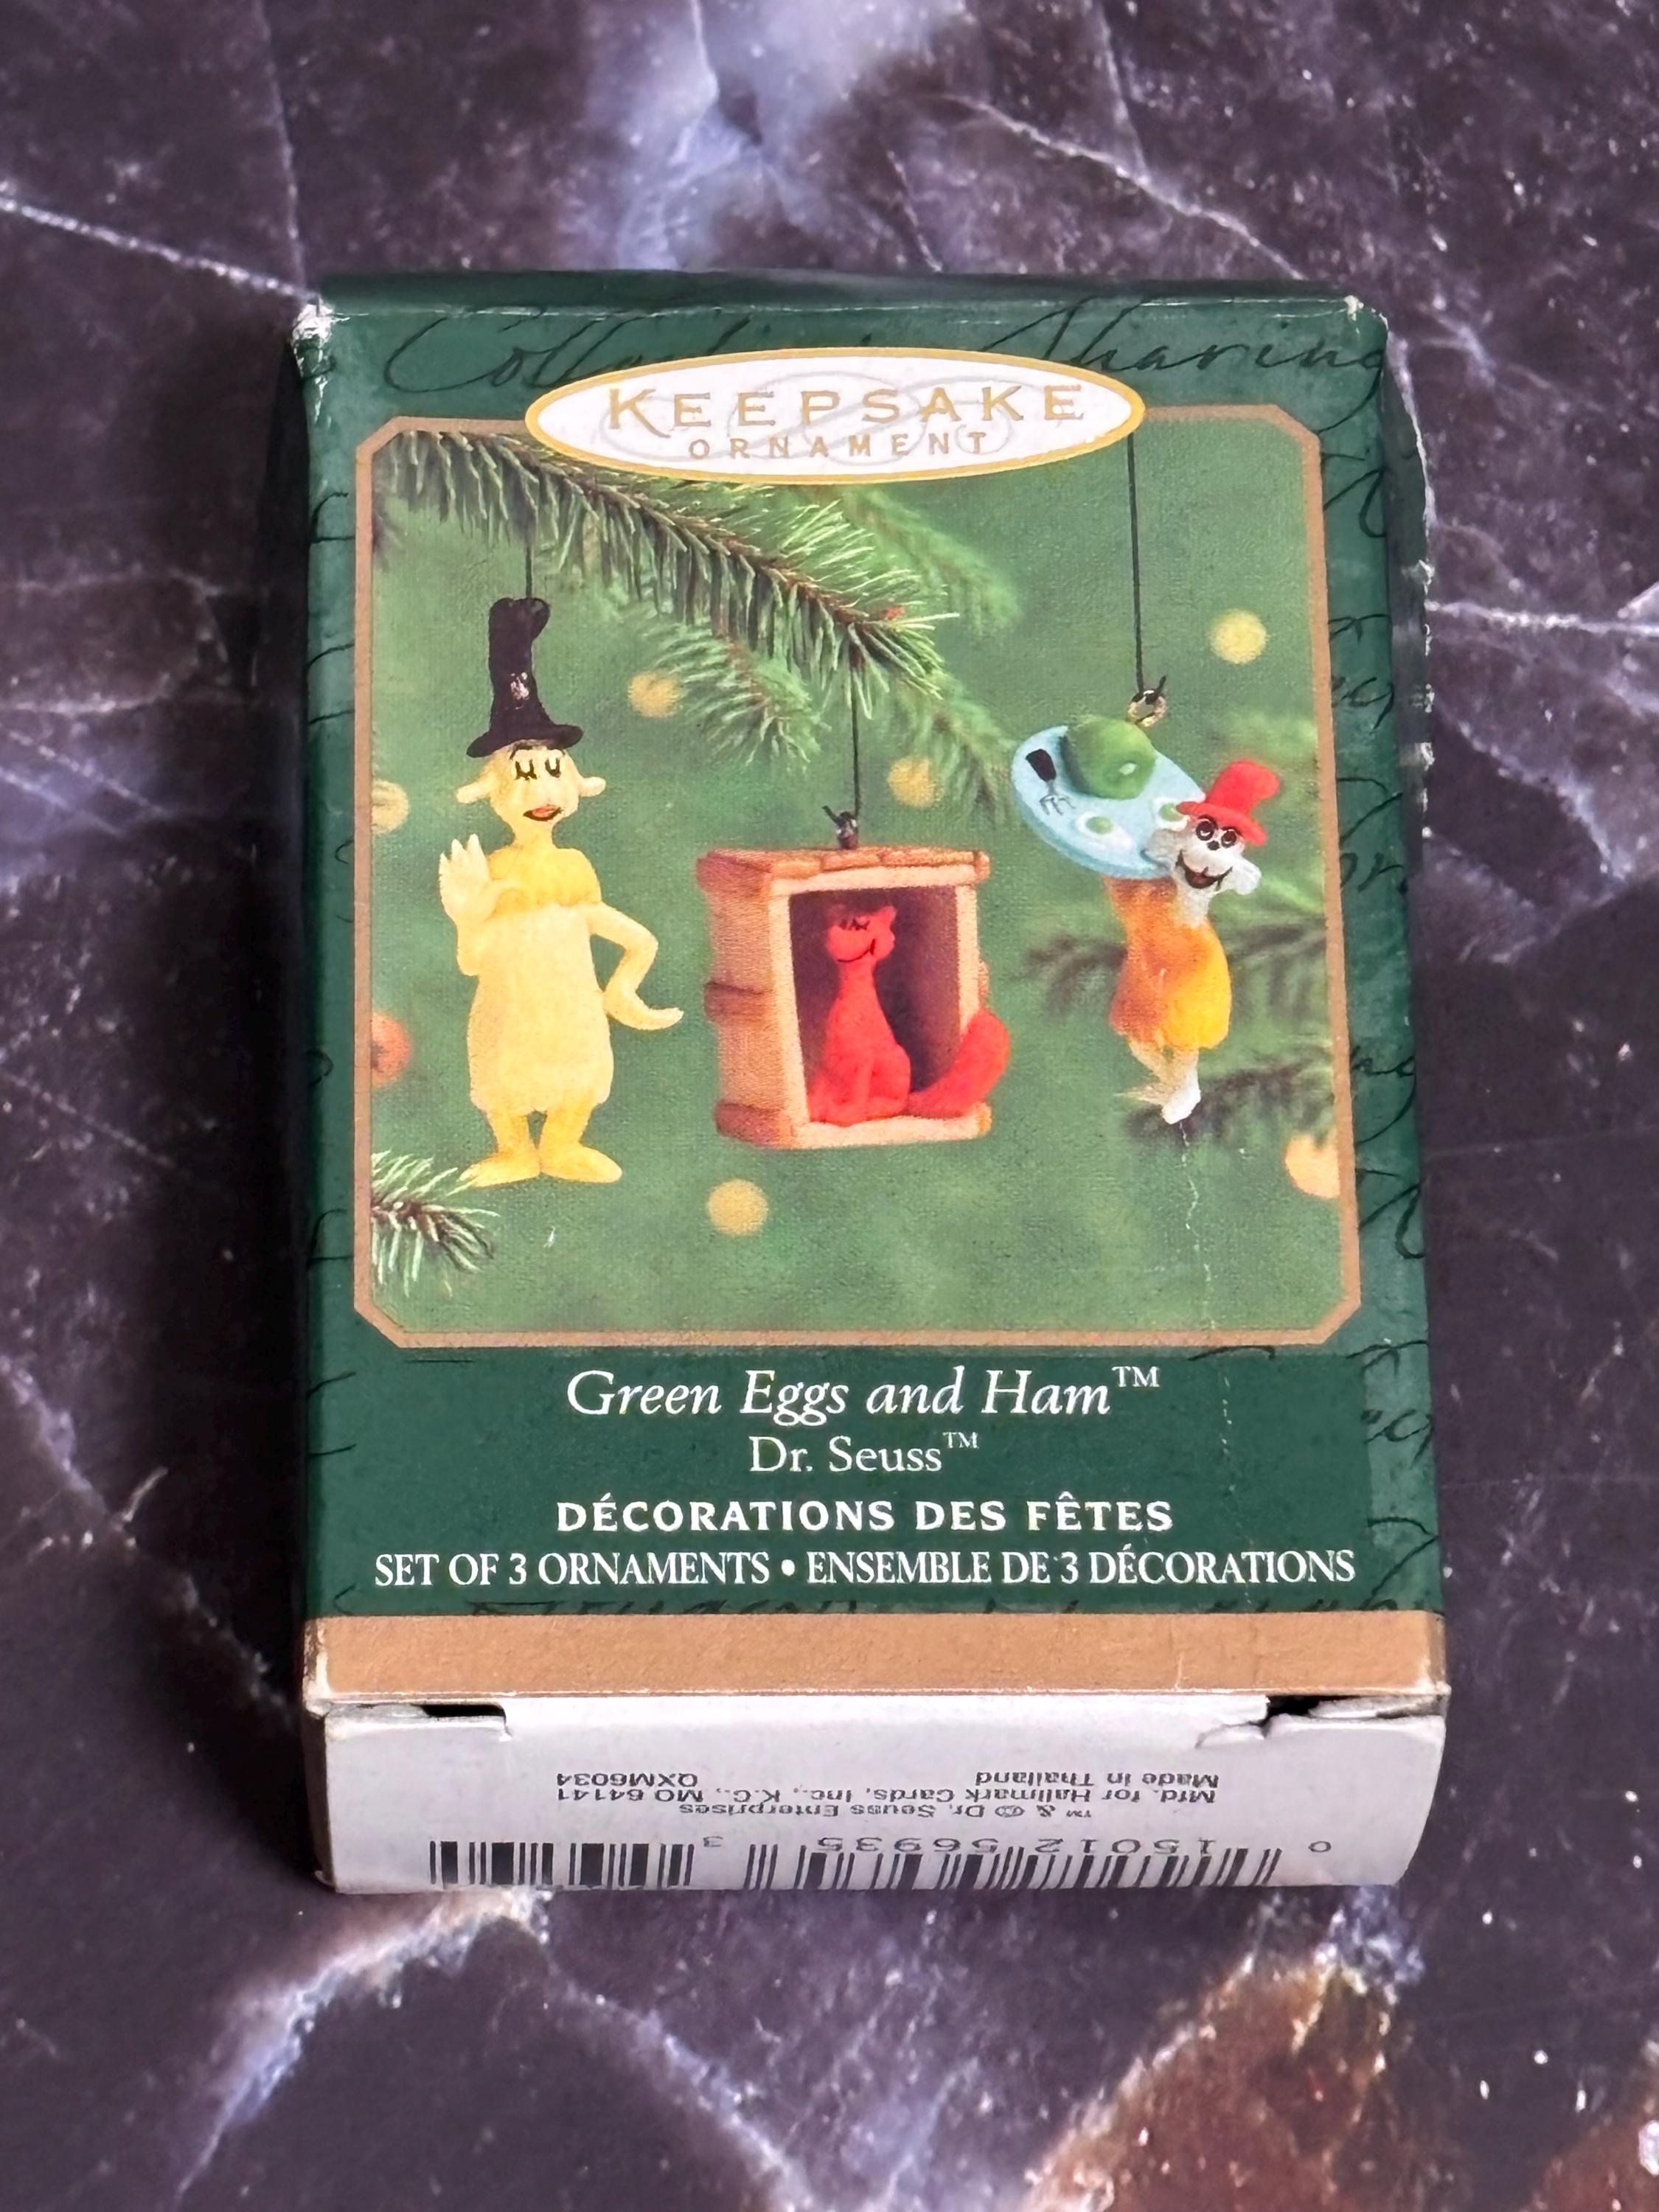 Collecting Sharing
KEEPSAKE
ORNAMENT
Green Eggs and Ham™
Dr. Seuss™
DÉCORATIONS DES FÊTES
SET OF 3 ORNAMENTS • ENSEMBLE DE 3 DÉCORATIONS
0 15012 56935 3
™ & © Dr. Seuss Enterprises
Mfd. for Hallmark Cards, Inc., K.C., MO 64141
Made in Thailand QXM6034